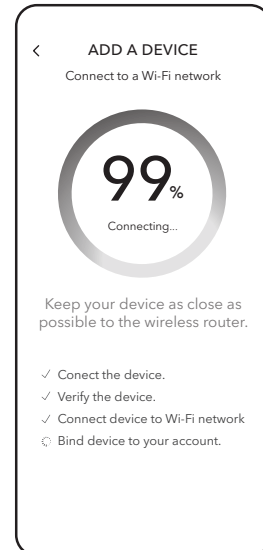 ADD A DEVICE
Connect to a Wi-Fi network
99%
Connecting...
Keep your device as close as
possible to the wireless router.
Conect the device.
Verify the device.
Connect device to Wi-Fi network
Bind device to your account.